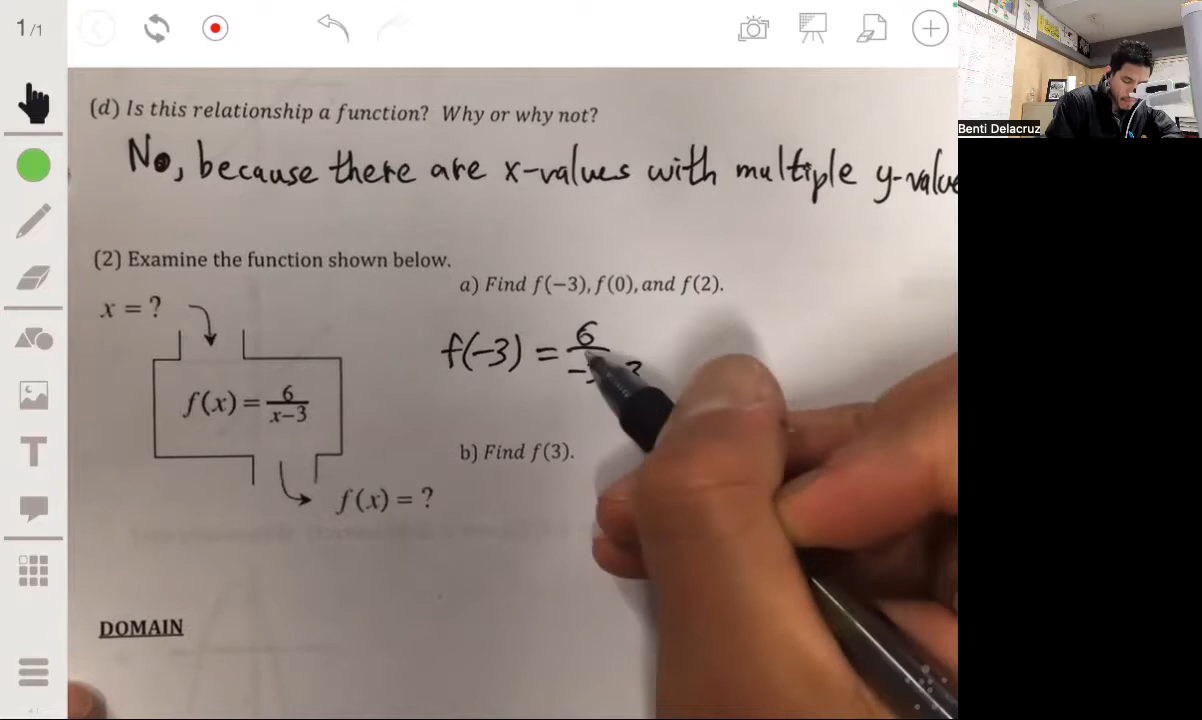 1/1
(d) Is this relationship a function? Why or why not?
No, because there are x-values with multiple y-value
Benti Delacruz
(2) Examine the function shown below.
a) Find f(−3), f(0), and f(2).
x = ?
f(−3) = 6/−3
f(x) = 6/x−3
b) Find f(3).
f(x) = ?
DOMAIN
T